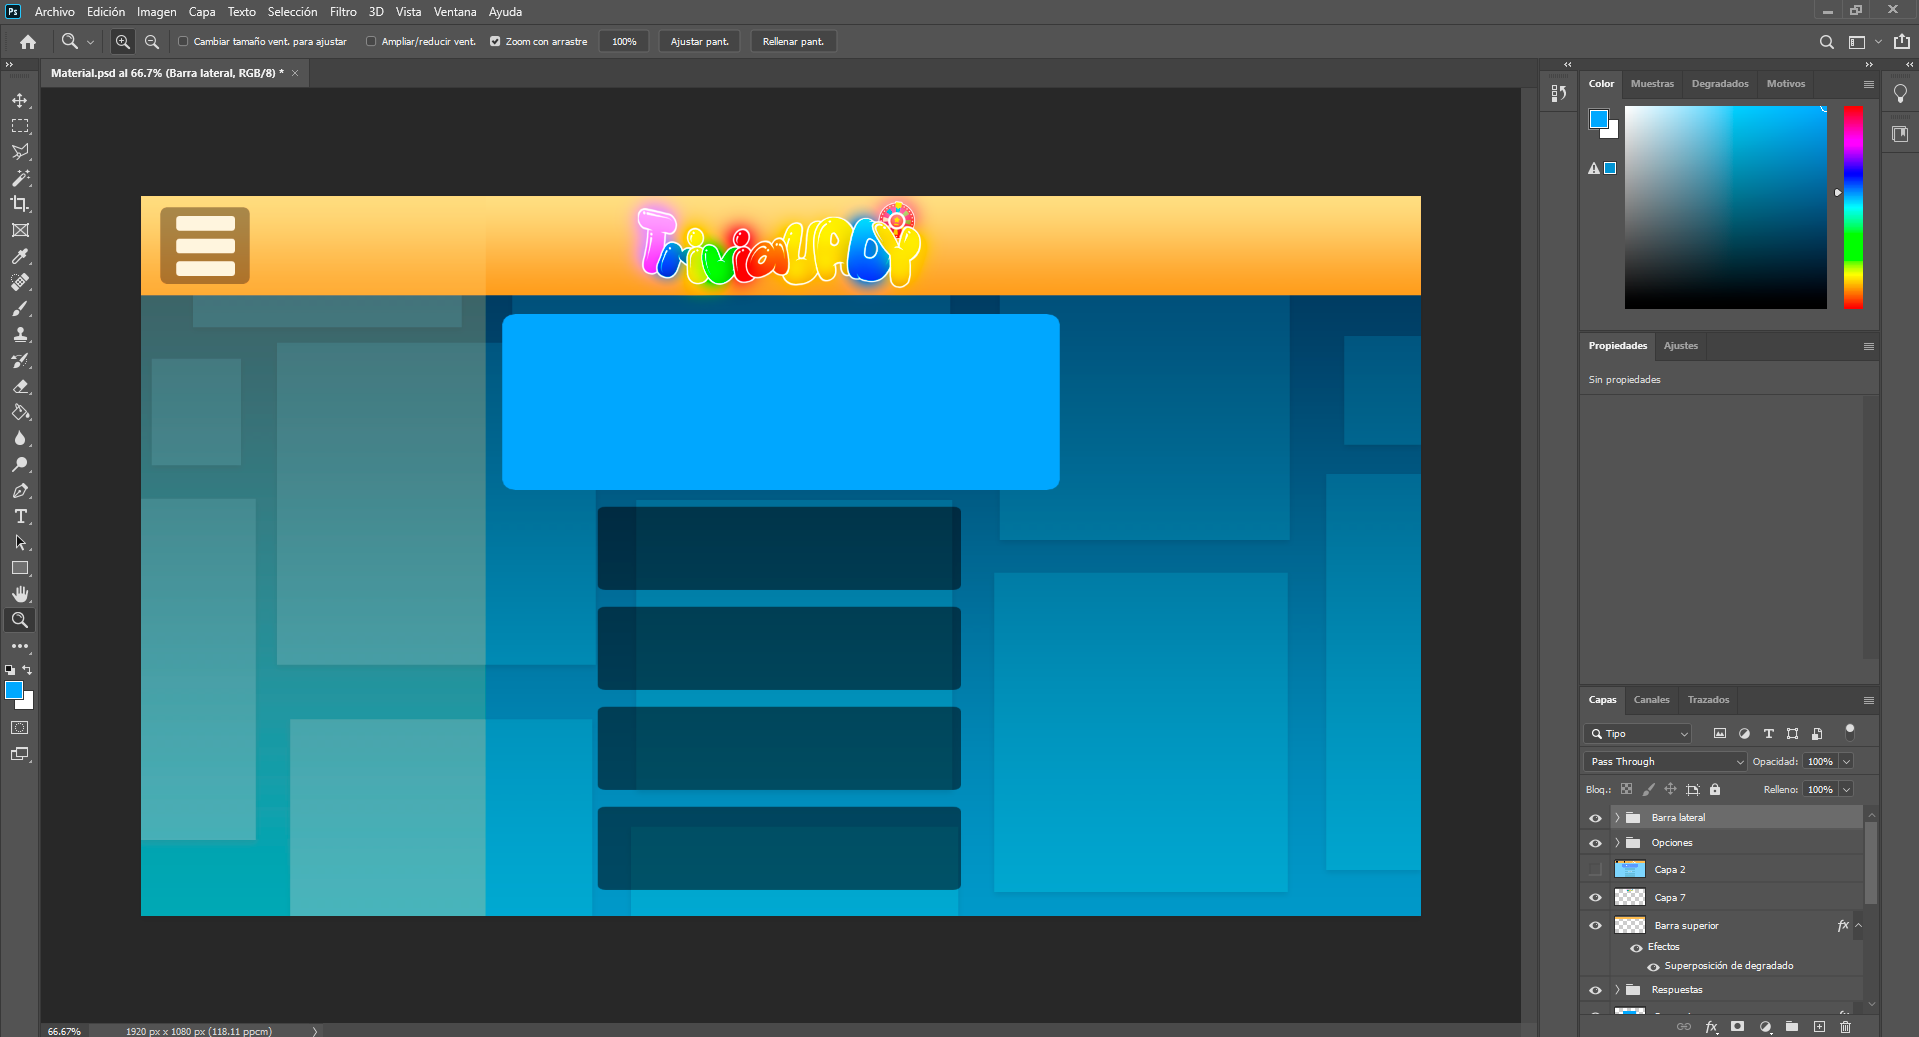 Ps Archivo Edición Imagen Capa Texto Selección Filtro 3D Vista Ventana Ayuda
Cambiar tamaño vent. para ajustar Ampliar/reducir vent. Zoom con arrastre 100% Ajustar pant. Rellenar pant.
Material.psd al 66.7% (Barra lateral, RGB/8) * ×
Color Muestras Degradados Motivos
TriviaUADY
Propiedades Ajustes
Sin propiedades
Capas Canales Trazados
Tipo
Pass Through Opacidad: 100%
Bloq.: Relleno: 100%
Barra lateral
Opciones
Capa 2
Capa 7
Barra superior fx
Efectos
Superposición de degradado
Respuestas
66.67% 1920 px x 1080 px (118.11 ppcm)